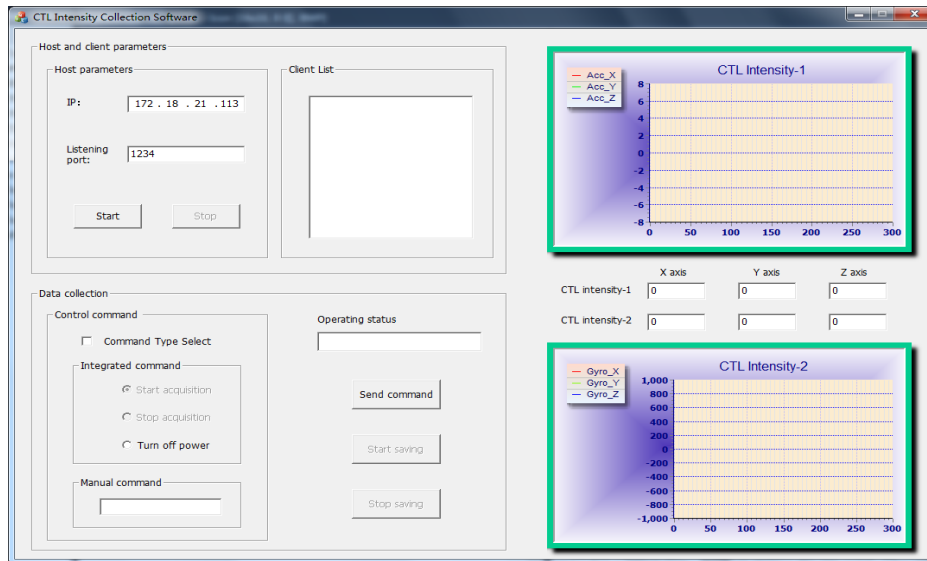 CTL Intensity Collection Software
Host and client parameters
Host parameters
IP:
172 . 18 . 21 .113
Listening
port:
1234
Start
Stop
Client List
Data collection
Control command
Command Type Select
Integrated command
Start acquisition
Stop acquisition
Turn off power
Manual command
Operating status
Send command
Start saving
Stop saving
CTL Intensity-1
Acc_X
Acc_Y
Acc_Z
8
6
4
2
0
-2
-4
-6
-8
0 50 100 150 200 250 300
X axis Y axis Z axis
CTL intensity-1 0 0 0
CTL intensity-2 0 0 0
CTL Intensity-2
Gyro_X
Gyro_Y
Gyro_Z
1,000
800
600
400
200
0
-200
-400
-600
-800
-1,000
0 50 100 150 200 250 300